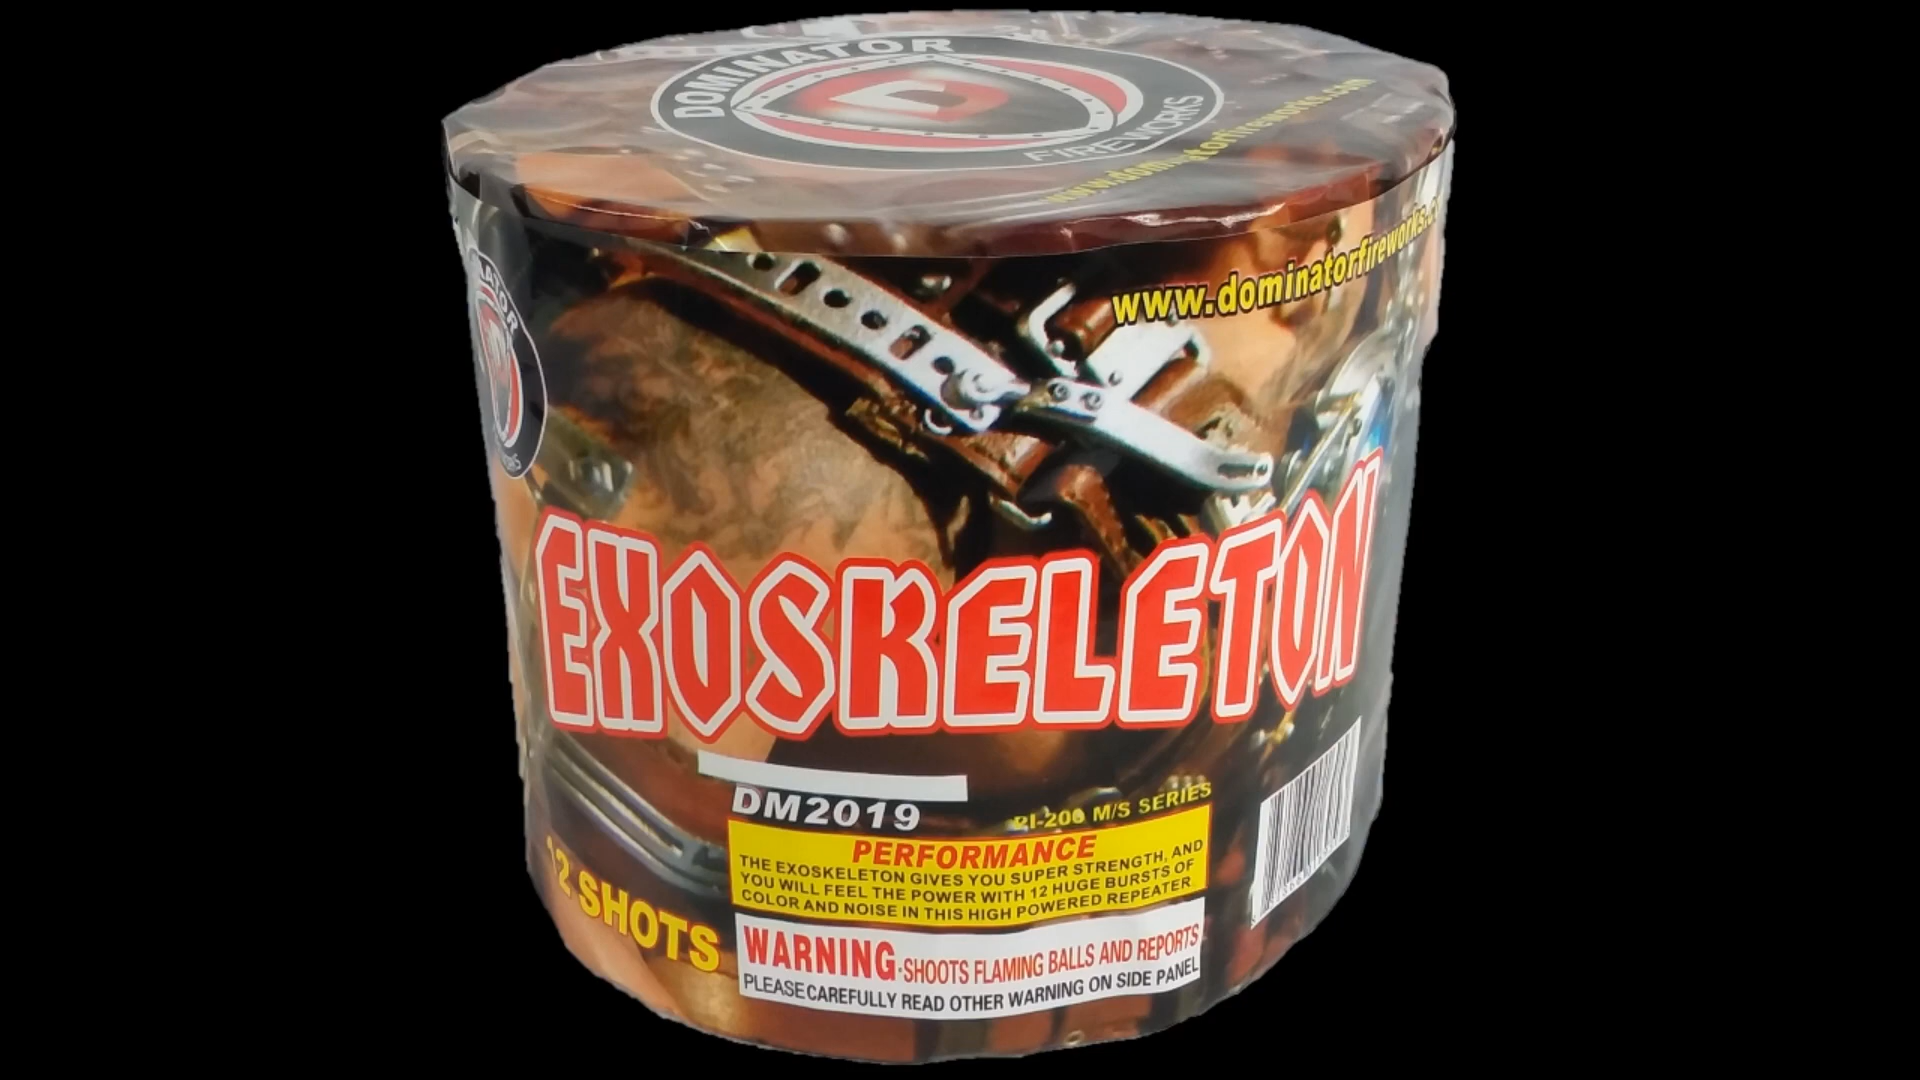 DOMINATOR
D
FIREWORKS
www.dominatorfireworks.com
www.dominatorfireworks.
EXOSKELETON
DM2019
M/S SERIES
12 SHOTS
PERFORMANCE
THE EXOSKELETON GIVES YOU SUPER STRENGTH, AND
YOU WILL FEEL THE POWER WITH 12 HUGE BURSTS OF
COLOR AND NOISE IN THIS HIGH POWERED REPEATER
WARNING-SHOOTS FLAMING BALLS AND REPORTS
PLEASE CAREFULLY READ OTHER WARNING ON SIDE PANEL